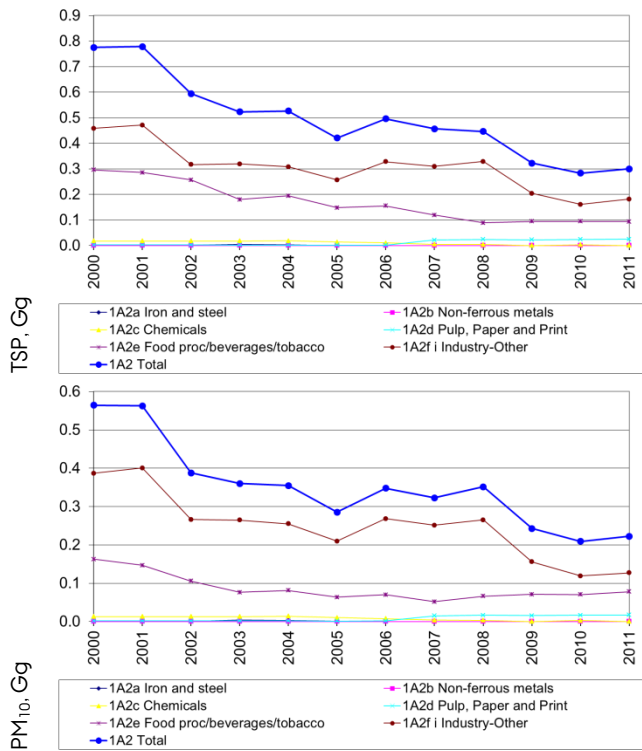 0.9
0.8
0.7
0.6
0.5
0.4
0.3
0.2
0.1
0.0
2000 2001 2002 2003 2004 2005 2006 2007 2008 2009 2010 2011
TSP, Gg
1A2a Iron and steel 1A2b Non-ferrous metals
1A2c Chemicals 1A2d Pulp, Paper and Print
1A2e Food proc/beverages/tobacco 1A2f i Industry-Other
1A2 Total
0.6
0.5
0.4
0.3
0.2
0.1
0.0
2000 2001 2002 2003 2004 2005 2006 2007 2008 2009 2010 2011
PM₁₀, Gg
1A2a Iron and steel 1A2b Non-ferrous metals
1A2c Chemicals 1A2d Pulp, Paper and Print
1A2e Food proc/beverages/tobacco 1A2f i Industry-Other
1A2 Total